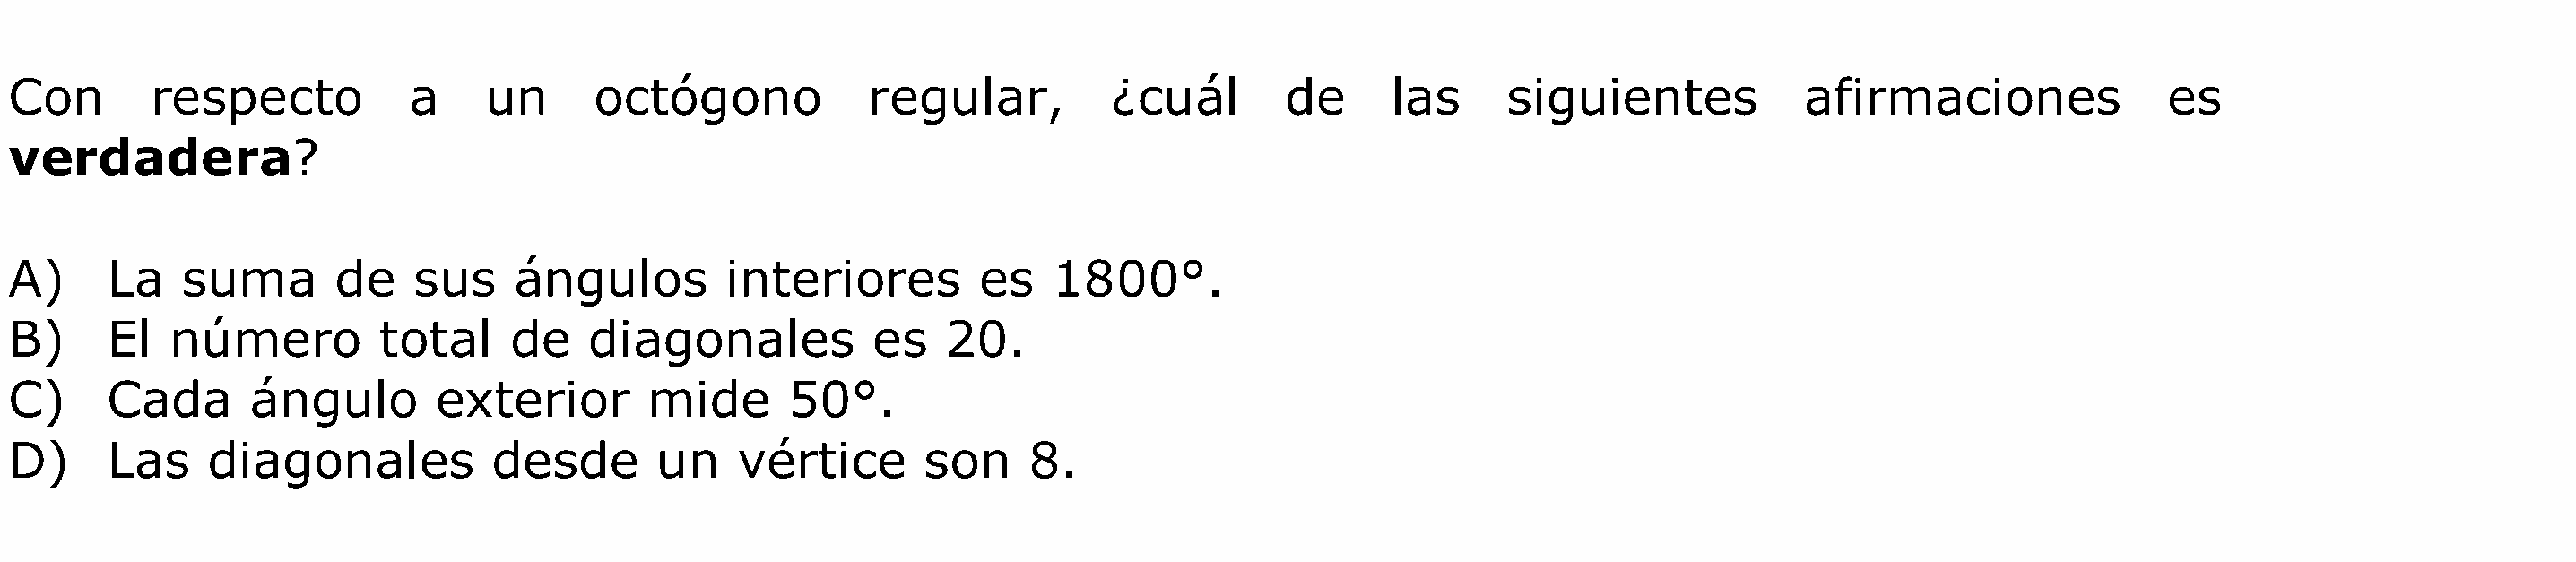 Con respecto a un octógono regular, ¿cuál de las siguientes afirmaciones es
verdadera?
A) La suma de sus ángulos interiores es 1800°.
B) El número total de diagonales es 20.
C) Cada ángulo exterior mide 50°.
D) Las diagonales desde un vértice son 8.